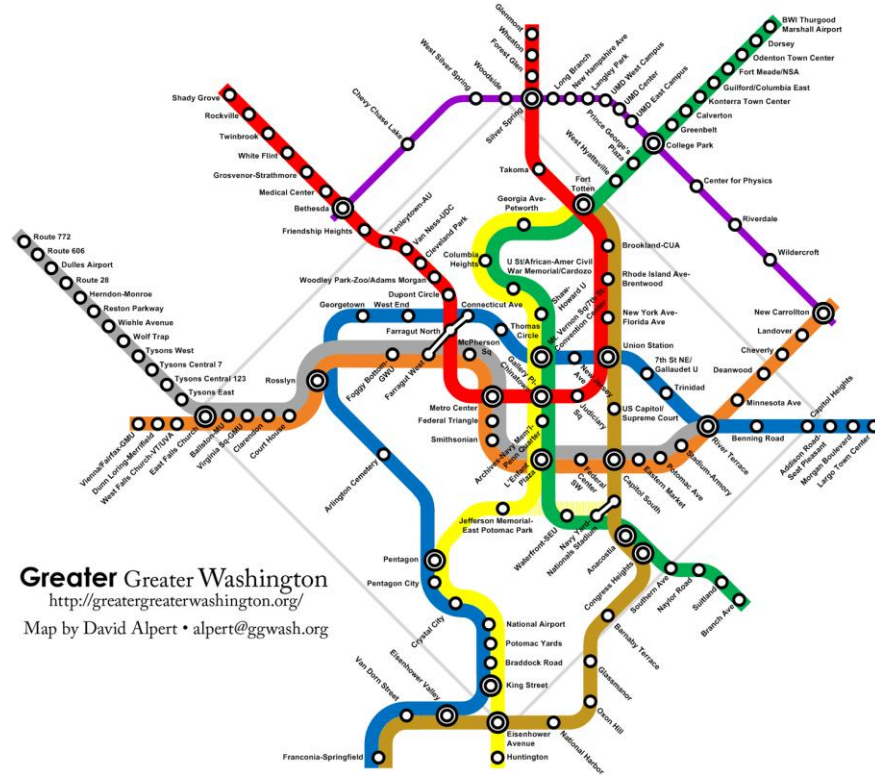 Glenmont
Wheaton
Forest Glen
Silver Spring
Takoma
Fort
Totten
West Silver Spring
Woodside
Chevy Chase Lake
Long Branch
New Hampshire Ave
Langley Park
UMD West Campus
UMD Center
UMD East Campus
BWI Thurgood
Marshall Airport
Dorsey
Odenton Town Center
Fort Meade/NSA
Guilford/Columbia East
Konterra Town Center
Calverton
Greenbelt
College Park
Prince George's
Plaza
West Hyattsville
Center for Physics
Riverdale
Wildercroft
New Carrollton
Landover
Cheverly
Deanwood
Minnesota Ave
Shady Grove
Rockville
Twinbrook
White Flint
Grosvenor-Strathmore
Medical Center
Bethesda
Friendship Heights
Tenleytown-AU
Van Ness-UDC
Cleveland Park
Woodley Park-Zoo/Adams Morgan
Dupont Circle
Farragut North
Connecticut Ave
Georgia Ave-
Petworth
Columbia
Heights
U St/African-Amer Civil
War Memorial/Cardozo
Shaw-
Howard U
Mt. Vernon Sq/7th St-
Convention Center
Thomas
Circle
Brookland-CUA
Rhode Island Ave-
Brentwood
New York Ave-
Florida Ave
Union Station
7th St NE/
Gallaudet U
Trinidad
Route 772
Route 606
Dulles Airport
Route 28
Herndon-Monroe
Reston Parkway
Wiehle Avenue
Wolf Trap
Tysons West
Tysons Central 7
Tysons Central 123
Tysons East
Georgetown
West End
Rosslyn
Foggy Bottom-
GWU
Farragut West
McPherson
Sq
Gallery Pl-
Chinatown
New Jersey
Ave
Judiciary
Sq
Metro Center
Federal Triangle
Smithsonian
Archives-Navy Mem'l-
Penn Quarter
L'Enfant
Plaza
Federal
Center
SW
US Capitol/
Supreme Court
Capitol South
Eastern Market
Potomac Ave
Stadium-Armory
River Terrace
Benning Road
Capitol Heights
Addison Road-
Seat Pleasant
Morgan Boulevard
Largo Town Center
Vienna/Fairfax-GMU
Dunn Loring-Merrifield
West Falls Church-VT/UVA
East Falls Church
Ballston-MU
Virginia Sq-GMU
Clarendon
Court House
Arlington Cemetery
Jefferson Memorial-
East Potomac Park
Waterfront-SEU
Navy Yard-
Nationals Stadium
Anacostia
Congress Heights
Southern Ave
Naylor Road
Suitland
Branch Ave
Pentagon
Pentagon City
Crystal City
National Airport
Potomac Yards
Braddock Road
King Street
Eisenhower Valley
Van Dorn Street
Franconia-Springfield
Eisenhower
Avenue
Huntington
National Harbor
Oxon Hill
Glassmanor
Barnaby Terrace
Greater Greater Washington
http://greatergreaterwashington.org/
Map by David Alpert • alpert@ggwash.org